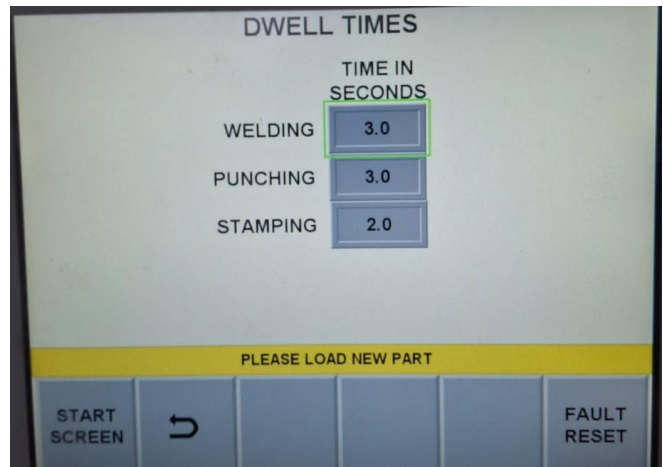 DWELL TIMES
TIME IN
SECONDS
WELDING 3.0
PUNCHING 3.0
STAMPING 2.0
PLEASE LOAD NEW PART
START
SCREEN
FAULT
RESET